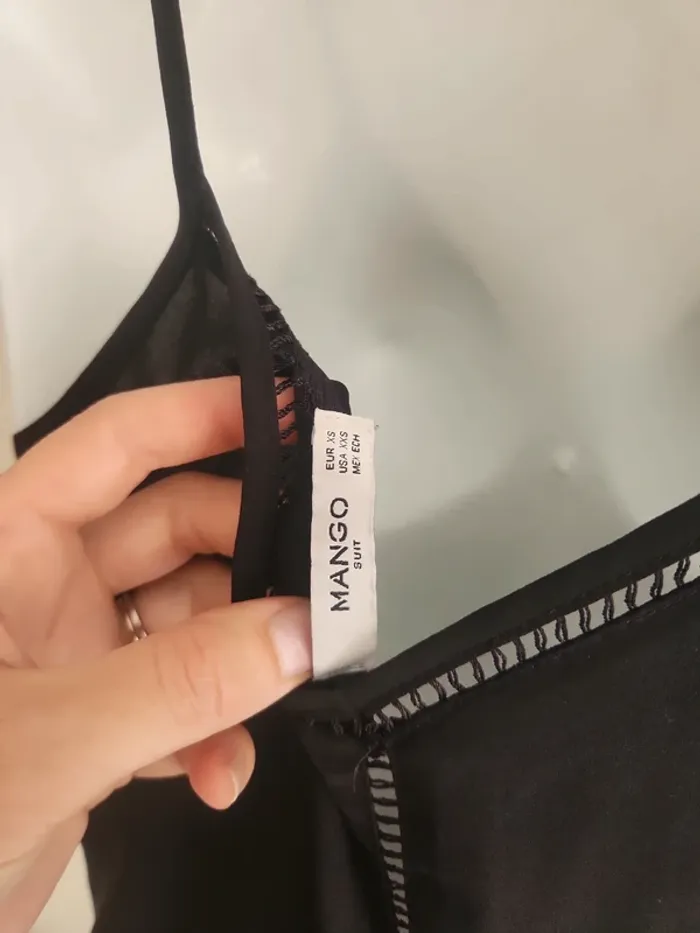 EUR XS
USA XXS
MEX ECH
MANGO
SUIT